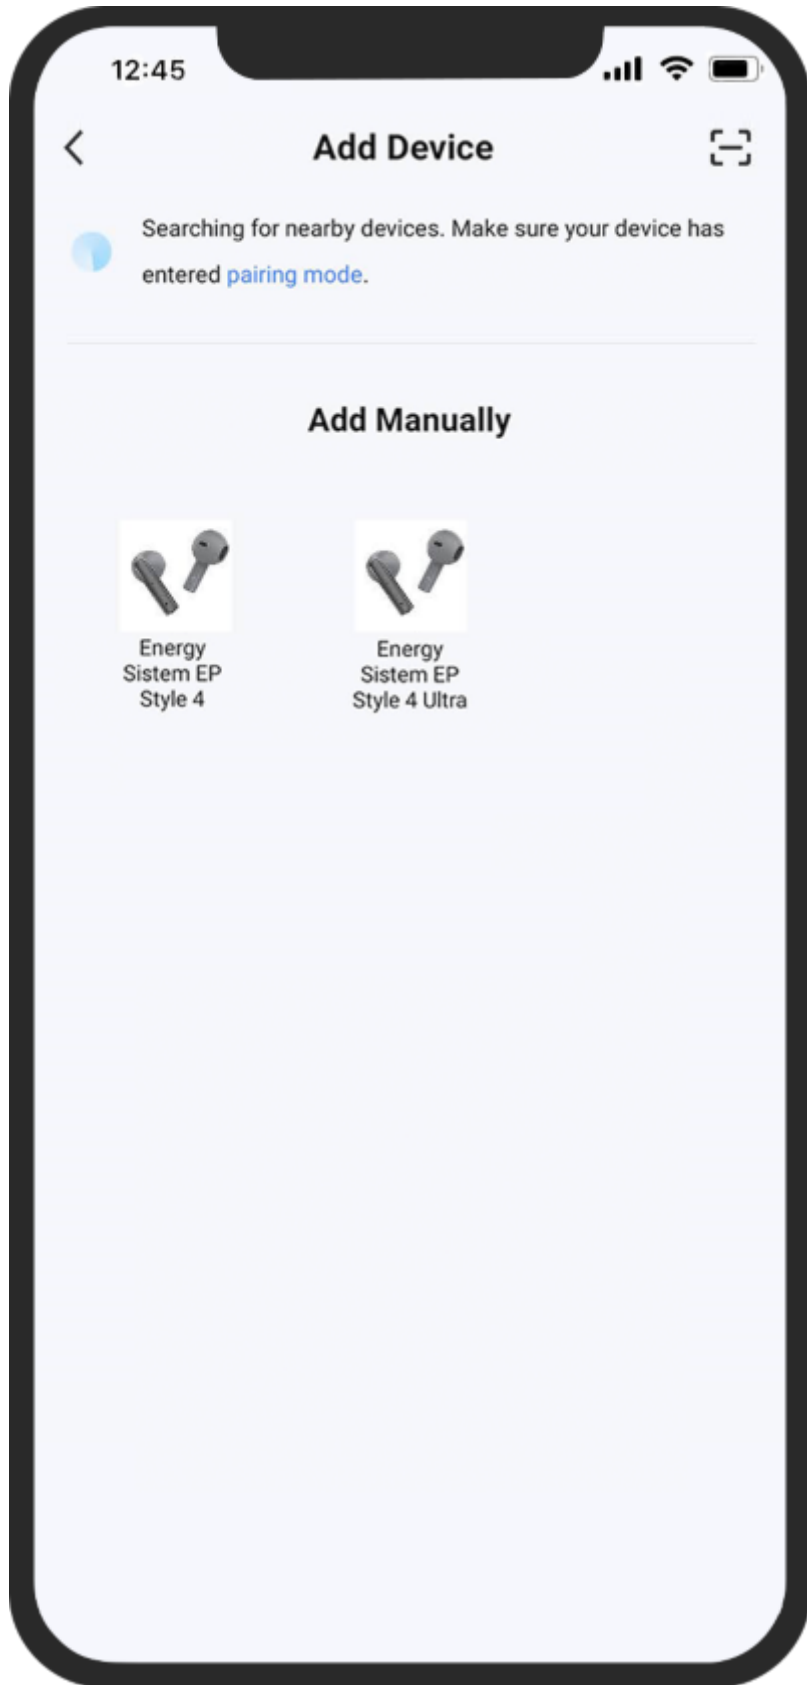 12:45
Add Device
Searching for nearby devices. Make sure your device has
entered pairing mode.
Add Manually
Energy
Sistem EP
Style 4
Energy
Sistem EP
Style 4 Ultra